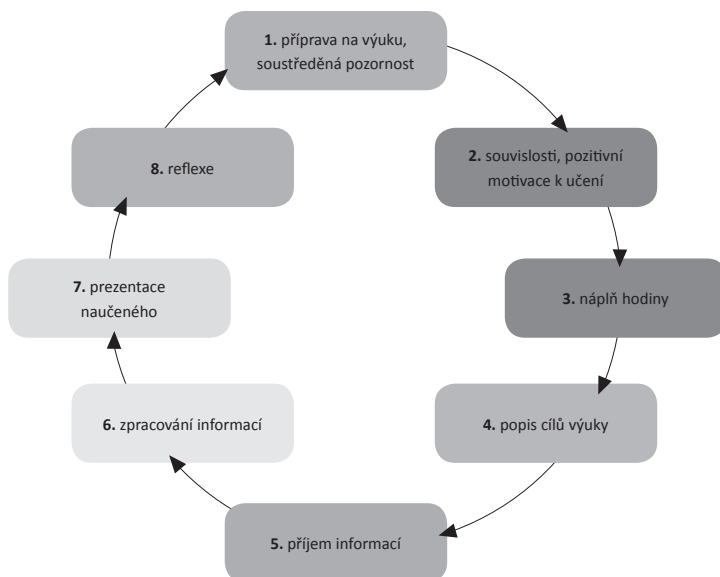 1. příprava na výuku,
soustředěná pozornost
2. souvislosti, pozitivní
motivace k učení
3. náplň hodiny
4. popis cílů výuky
5. příjem informací
6. zpracování informací
7. prezentace
naučeného
8. reflexe